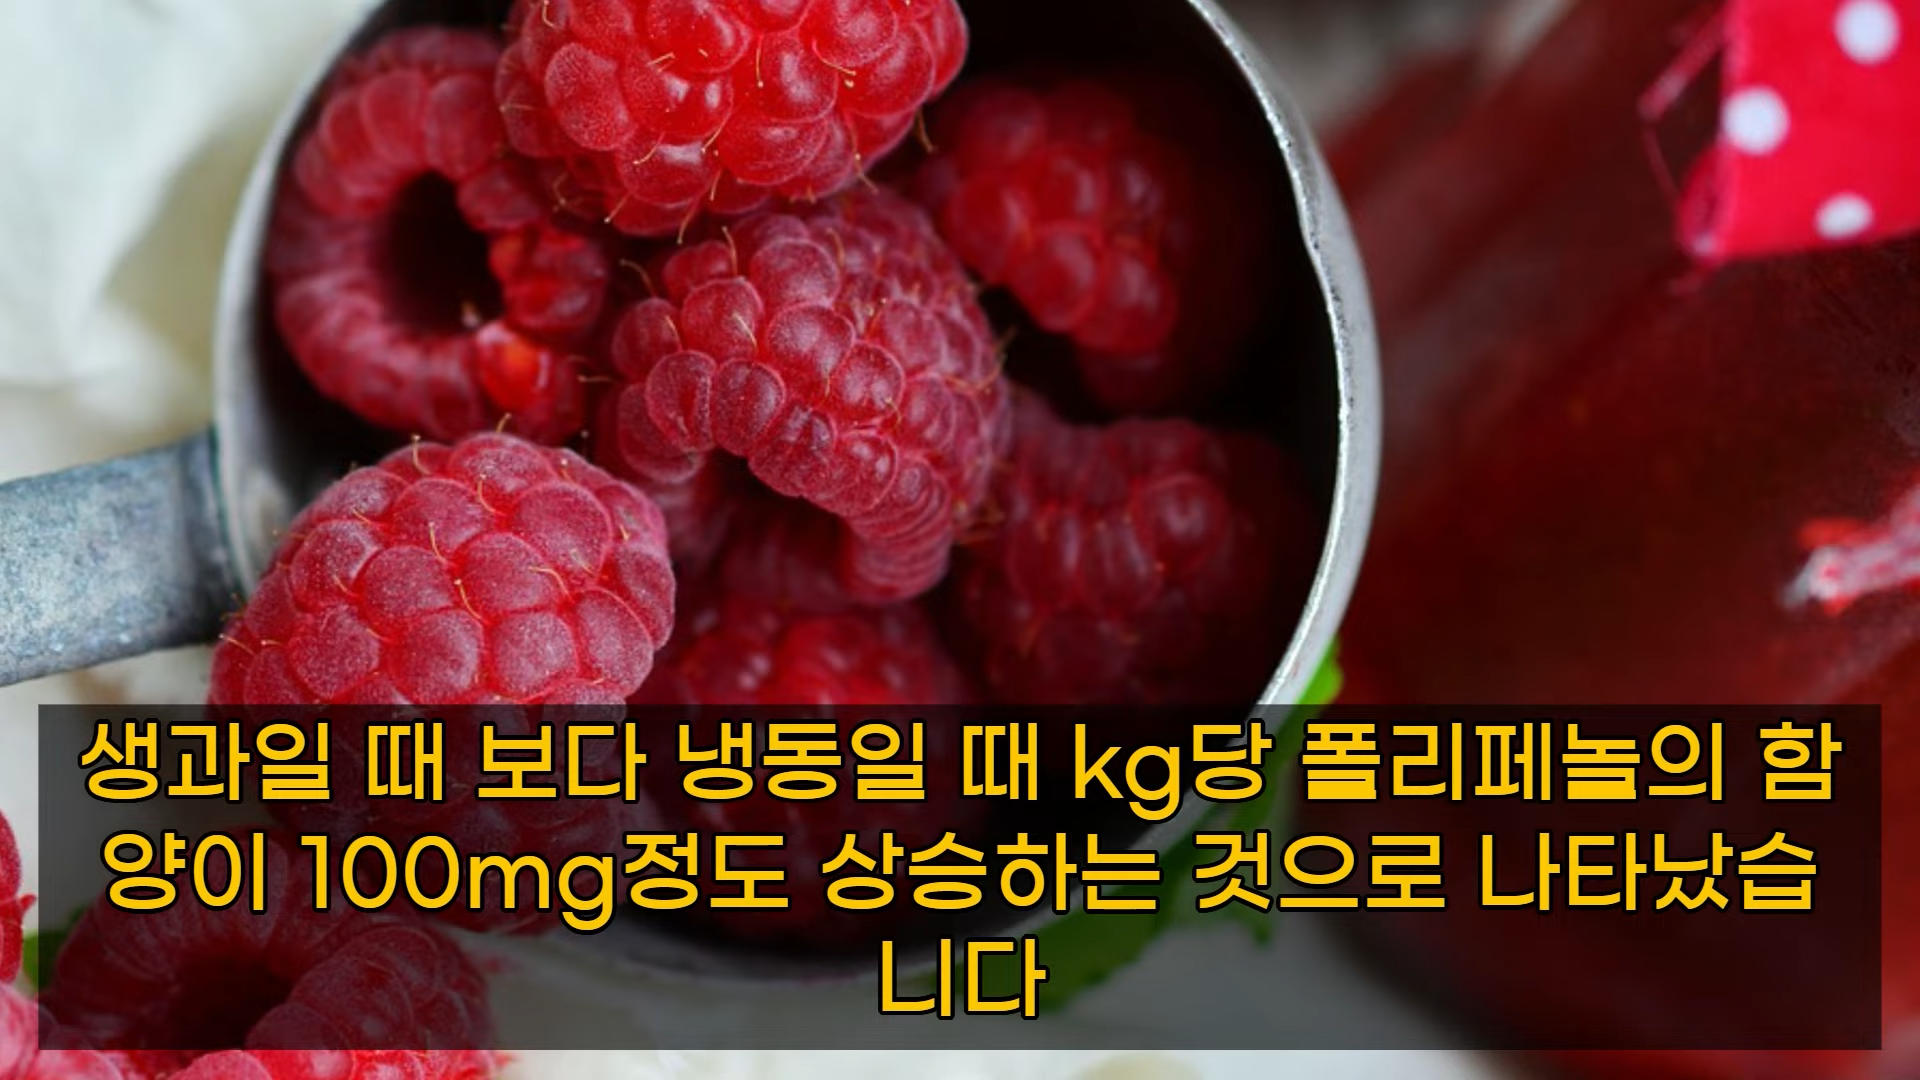 생과일 때 보다 냉동일 때 kg당 폴리페놀의 함
양이 100mg정도 상승하는 것으로 나타났습
니다